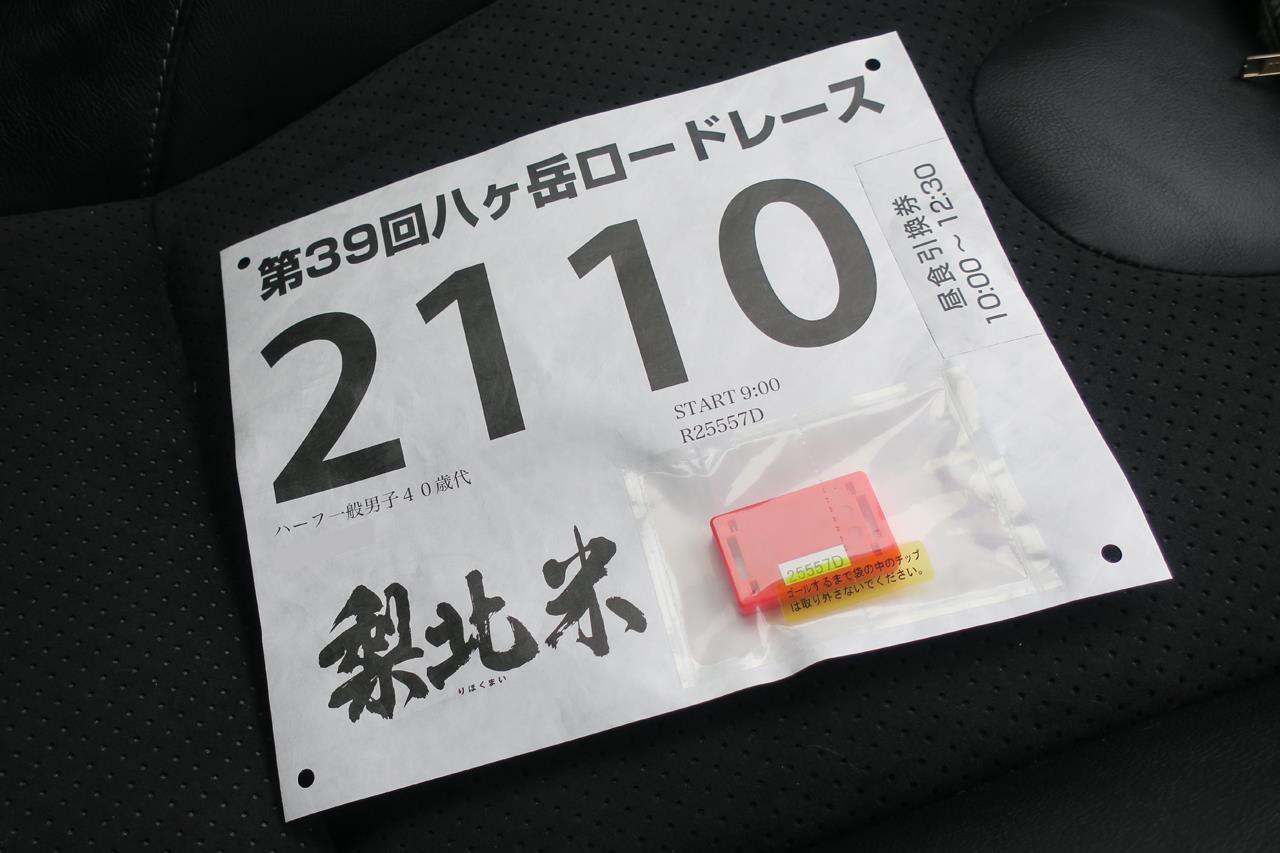 第39回八ヶ岳ロードレース
2110
昼食引換券
10:00 ～ 12:30
START 9:00
R25557D
ハーフ一般男子４０歳代
梨北米
りほくまい
25557D
ゴールするまで袋の中のチップ
は取り外さないでください。